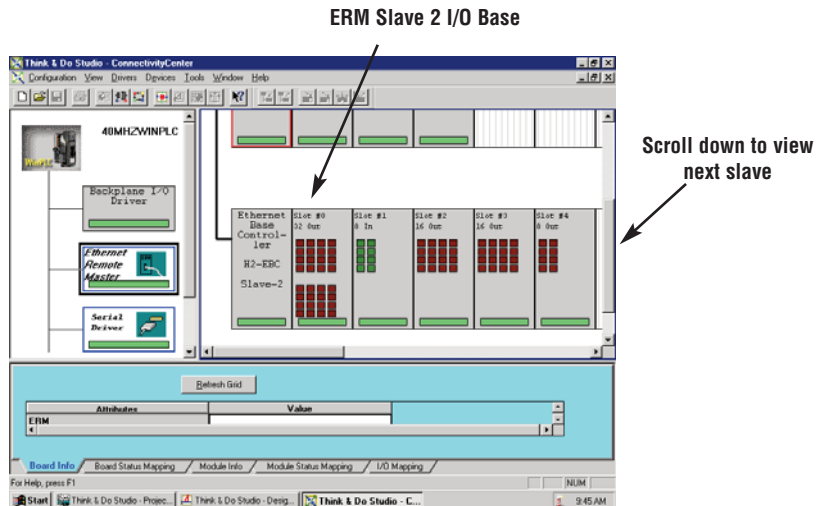 ERM Slave 2 I/O Base
Think & Do Studio - ConnectivityCenter
Configuration View Drivers Devices Tools Window Help
40MHZWINPLC
WinPLC
Backplane I/O
Driver
Ethernet
Remote
Master
Serial
Driver
Ethernet
Base
Control-
ler
H2-EBC
Slave-2
Slot #0
32 Out
Slot #1
8 In
Slot #2
16 Out
Slot #3
16 Out
Slot #4
8 Out
Scroll down to view
next slave
Refresh Grid
Attributes Value
ERM
Board Info Board Status Mapping Module Info Module Status Mapping I/O Mapping
For Help, press F1 NUM
Start Think & Do Studio - Projec... Think & Do Studio - Desig... Think & Do Studio - C... 9:45 AM